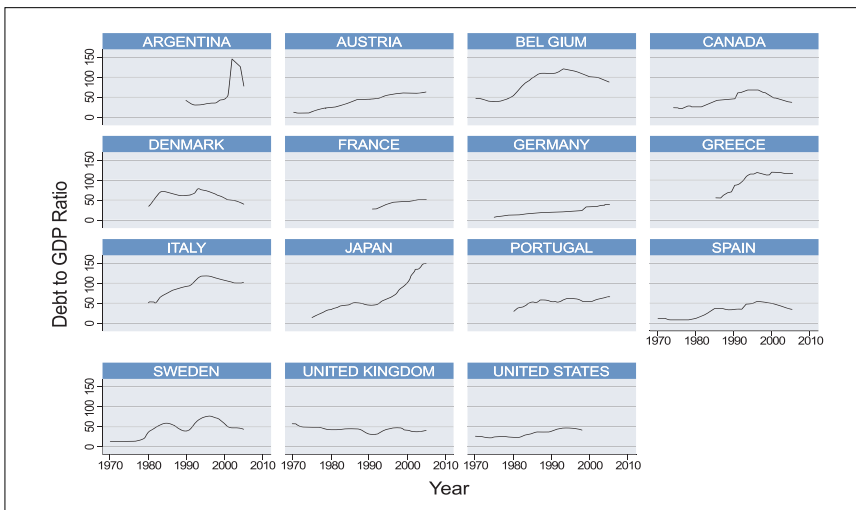 ARGENTINA AUSTRIA BEL GIUM CANADA
150
100
50
0
DENMARK FRANCE GERMANY GREECE
150
100
50
0
ITALY JAPAN PORTUGAL SPAIN
150
100
50
0
1970 1980 1990 2000 2010
SWEDEN UNITED KINGDOM UNITED STATES
150
100
50
0
1970 1980 1990 2000 2010 1970 1980 1990 2000 2010 1970 1980 1990 2000 2010
Debt to GDP Ratio
Year